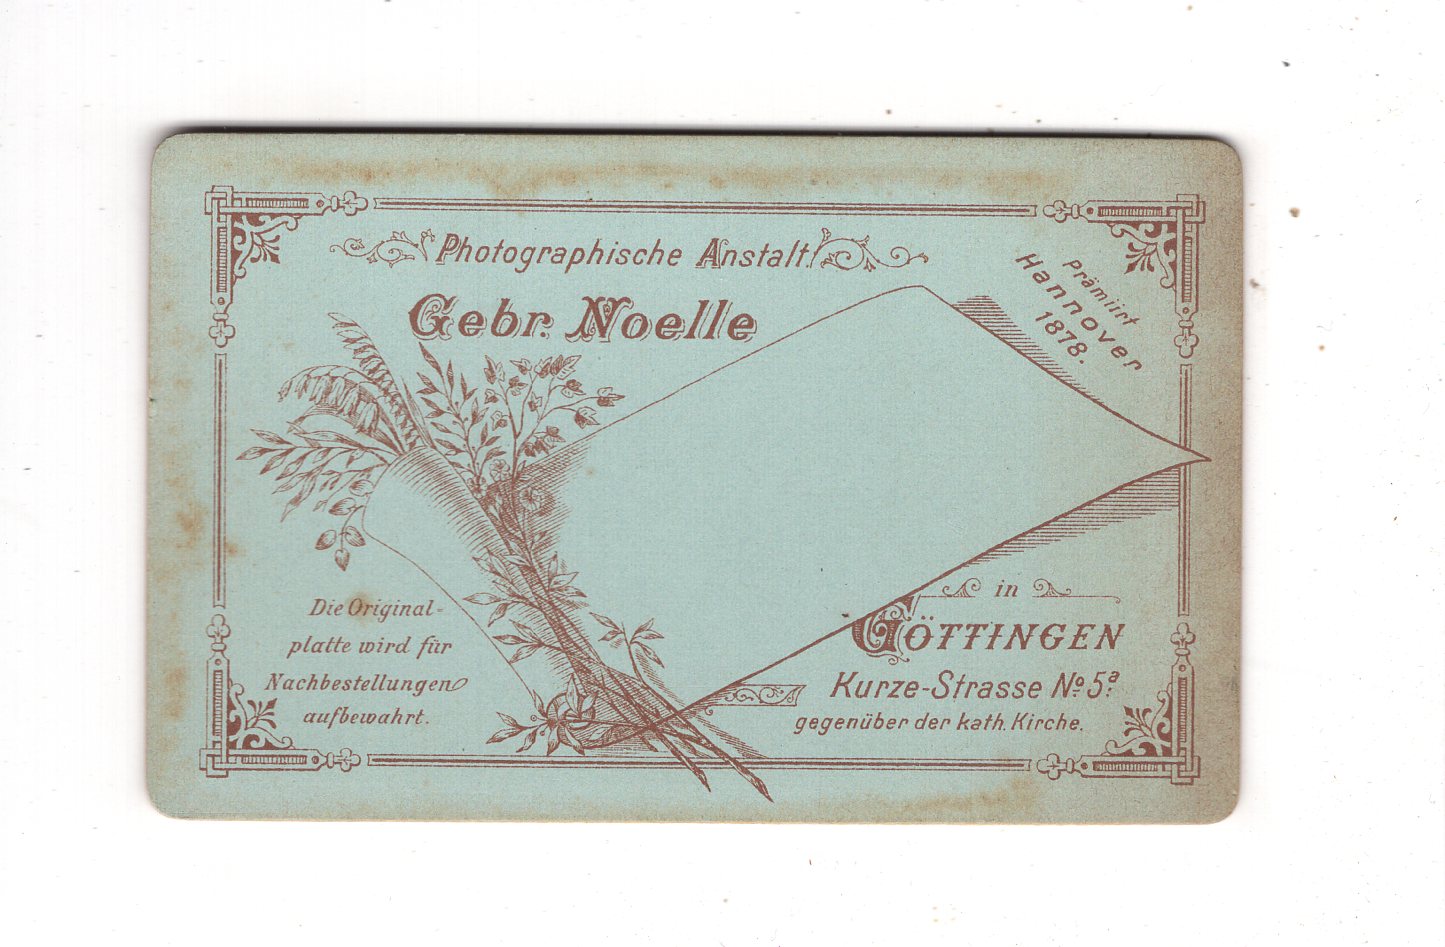 Photographische Anstalt
Gebr. Noelle
Prämiirt
Hannover
1878.
Die Original-
platte wird für
Nachbestellungen
aufbewahrt.
in
GÖTTINGEN
Kurze-Strasse No. 5a.
gegenüber der kath. Kirche.